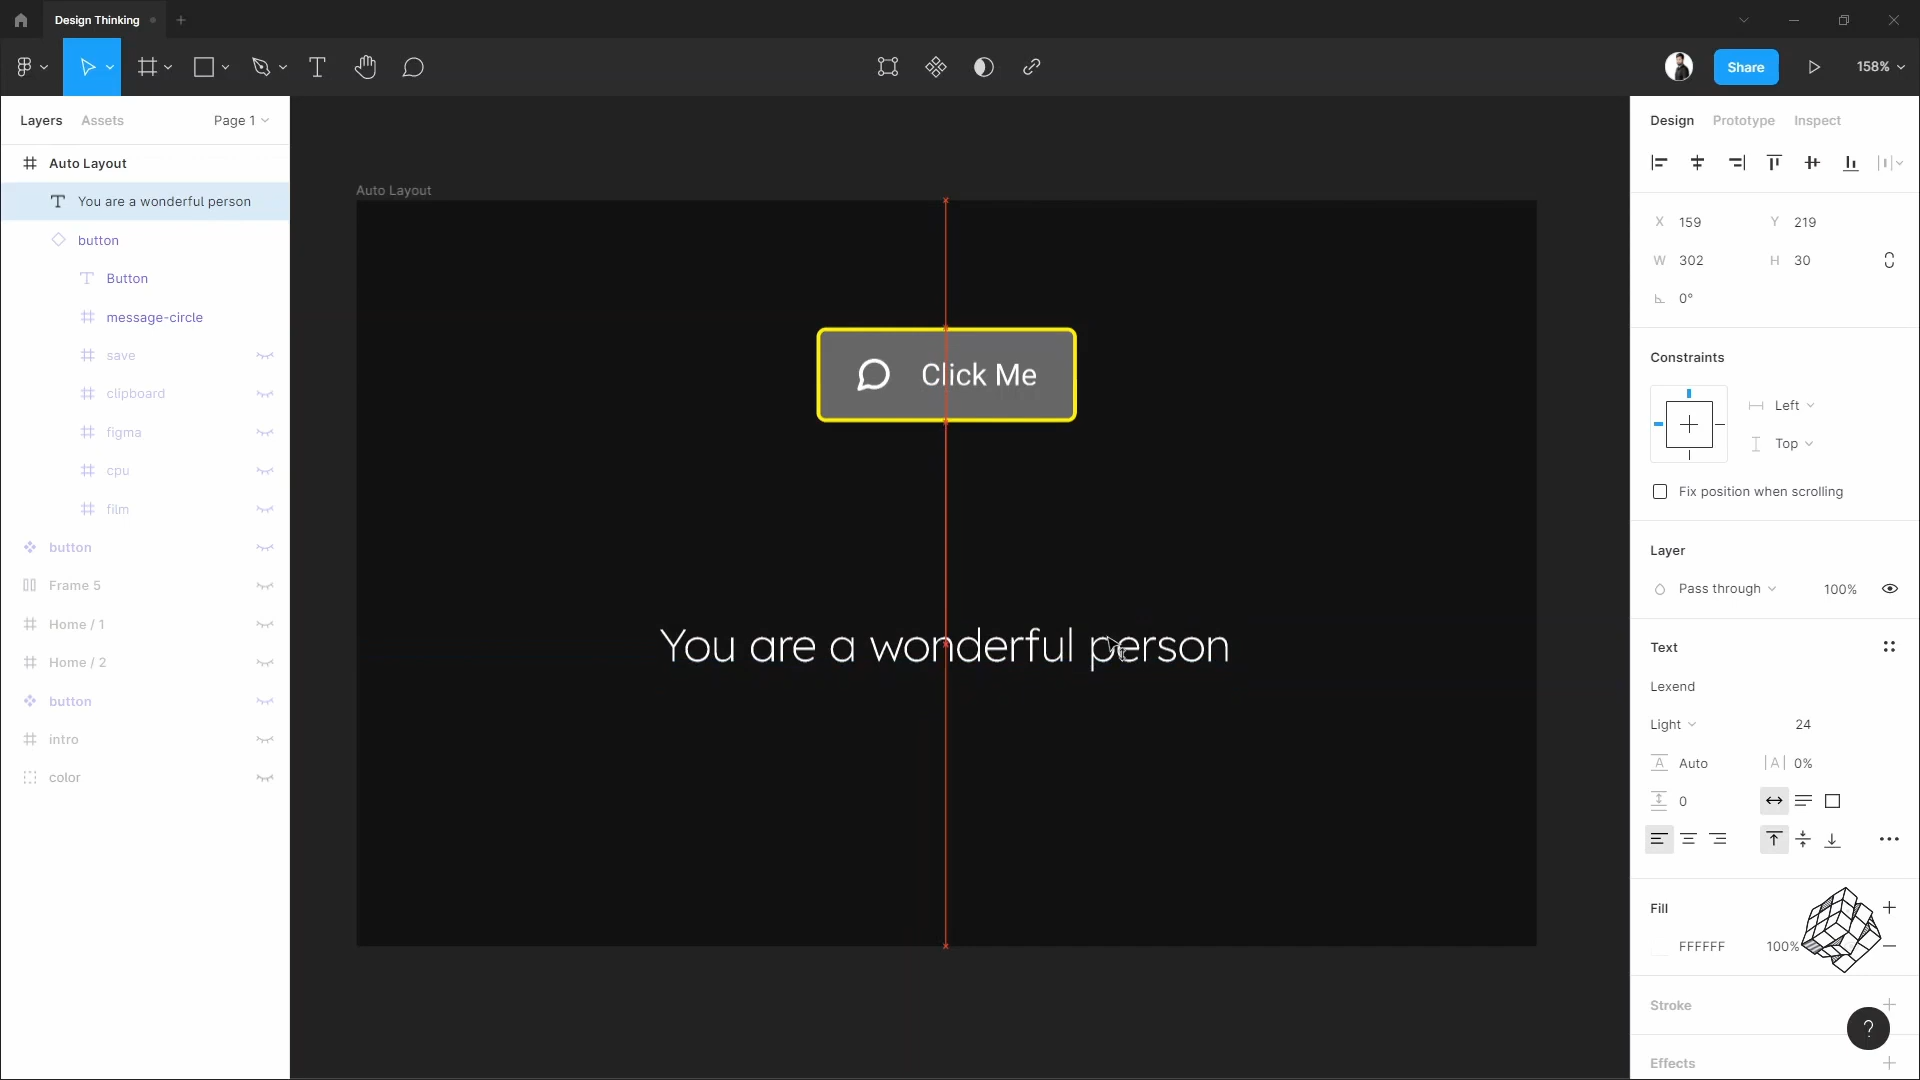 Design Thinking
Share
158%
Layers Assets Page 1
Auto Layout
You are a wonderful person
button
Button
message-circle
save
clipboard
figma
cpu
film
button
Frame 5
Home / 1
Home / 2
button
intro
color
Auto Layout
Click Me
You are a wonderful person
Design Prototype Inspect
X 159 Y 219
W 302 H 30
0°
Constraints
Left
Top
Fix position when scrolling
Layer
Pass through 100%
Text
Lexend
Light 24
A Auto |A| 0%
0
Fill
FFFFFF 100%
Stroke
?
Effects